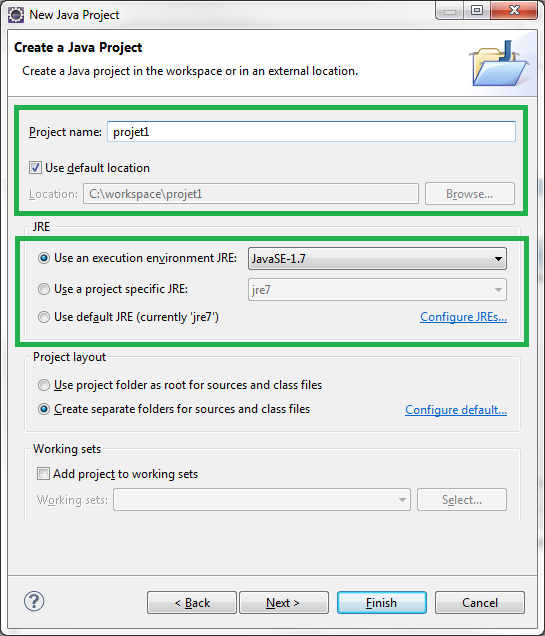 New Java Project
Create a Java Project
Create a Java project in the workspace or in an external location.
Project name: projet1
Use default location
Location: C:\workspace\projet1 Browse...
JRE
Use an execution environment JRE: JavaSE-1.7
Use a project specific JRE: jre7
Use default JRE (currently 'jre7') Configure JREs...
Project layout
Use project folder as root for sources and class files
Create separate folders for sources and class files Configure default...
Working sets
Add project to working sets
Working sets: Select...
? < Back Next > Finish Cancel